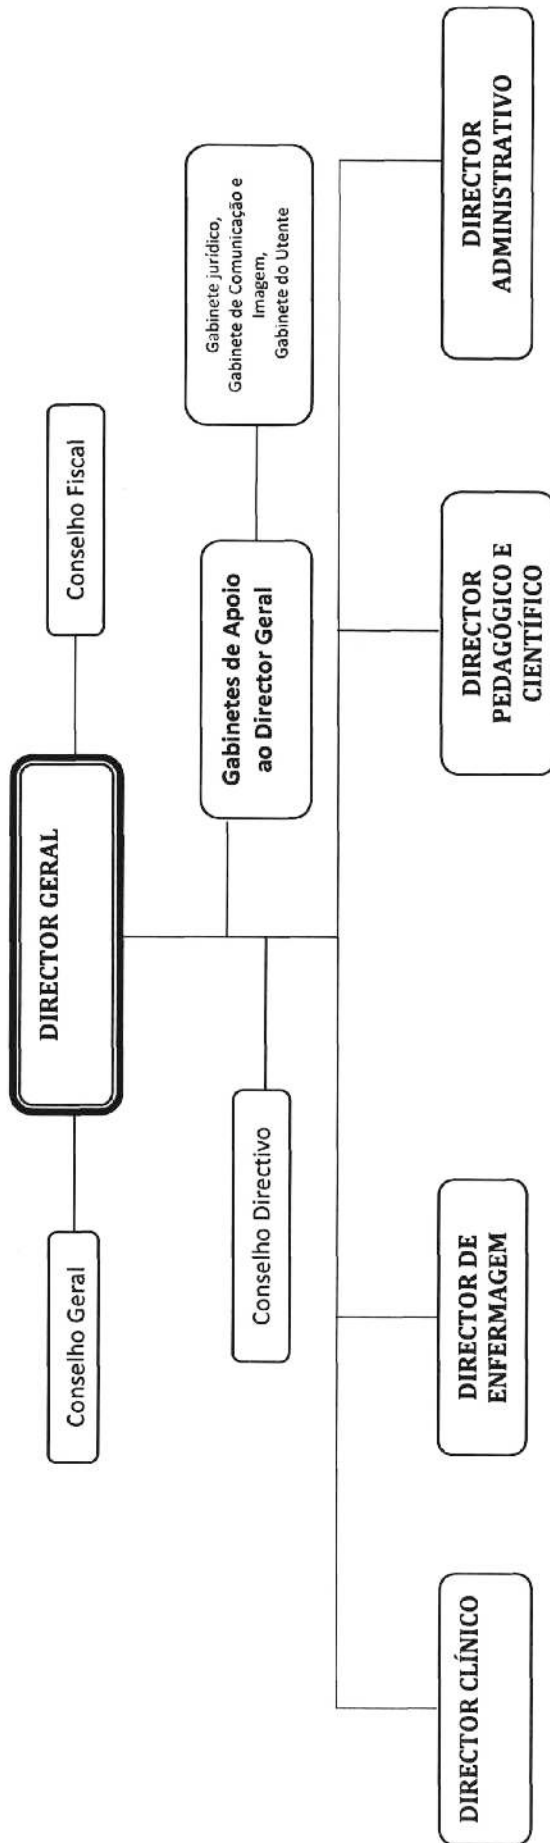 DIRECTOR GERAL
Conselho Geral
Conselho Fiscal
Gabinetes de Apoio
ao Director Geral
Gabinete jurídico,
Gabinete de Comunicação e
Imagem,
Gabinete do Utente
Conselho Directivo
DIRECTOR CLÍNICO
DIRECTOR DE
ENFERMAGEM
DIRECTOR
PEDAGÓGICO E
CIENTÍFICO
DIRECTOR
ADMINISTRATIVO